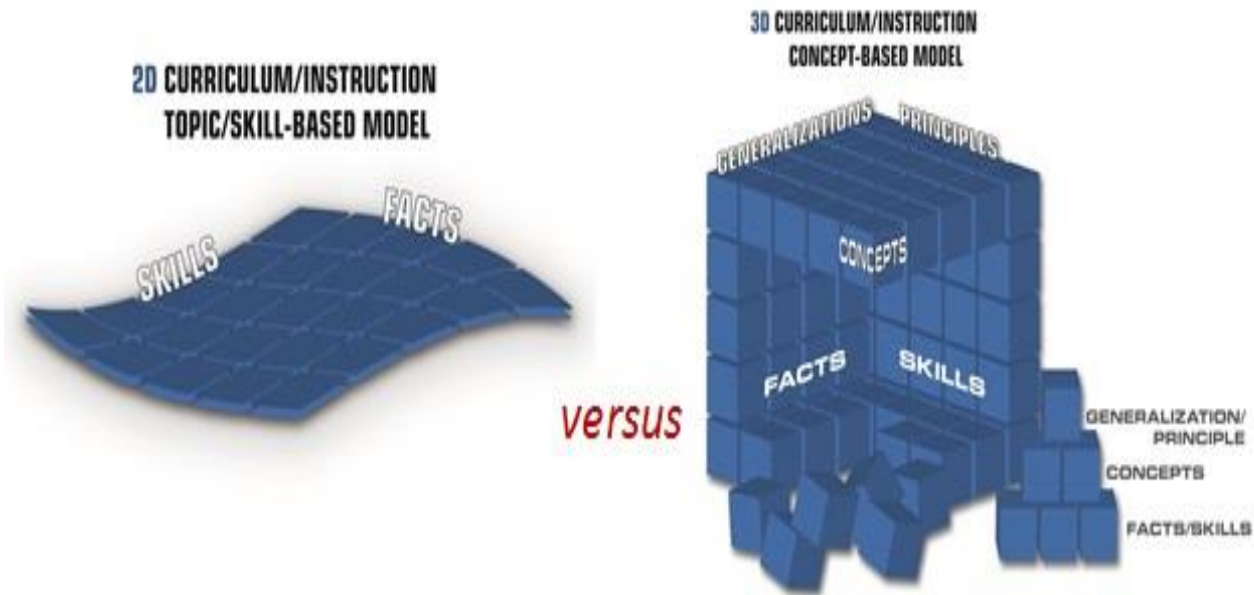 2D CURRICULUM/INSTRUCTION
TOPIC/SKILL-BASED MODEL
SKILLS
FACTS
versus
3D CURRICULUM/INSTRUCTION
CONCEPT-BASED MODEL
GENERALIZATIONS
PRINCIPLES
CONCEPTS
FACTS
SKILLS
GENERALIZATION/
PRINCIPLE
CONCEPTS
FACTS/SKILLS